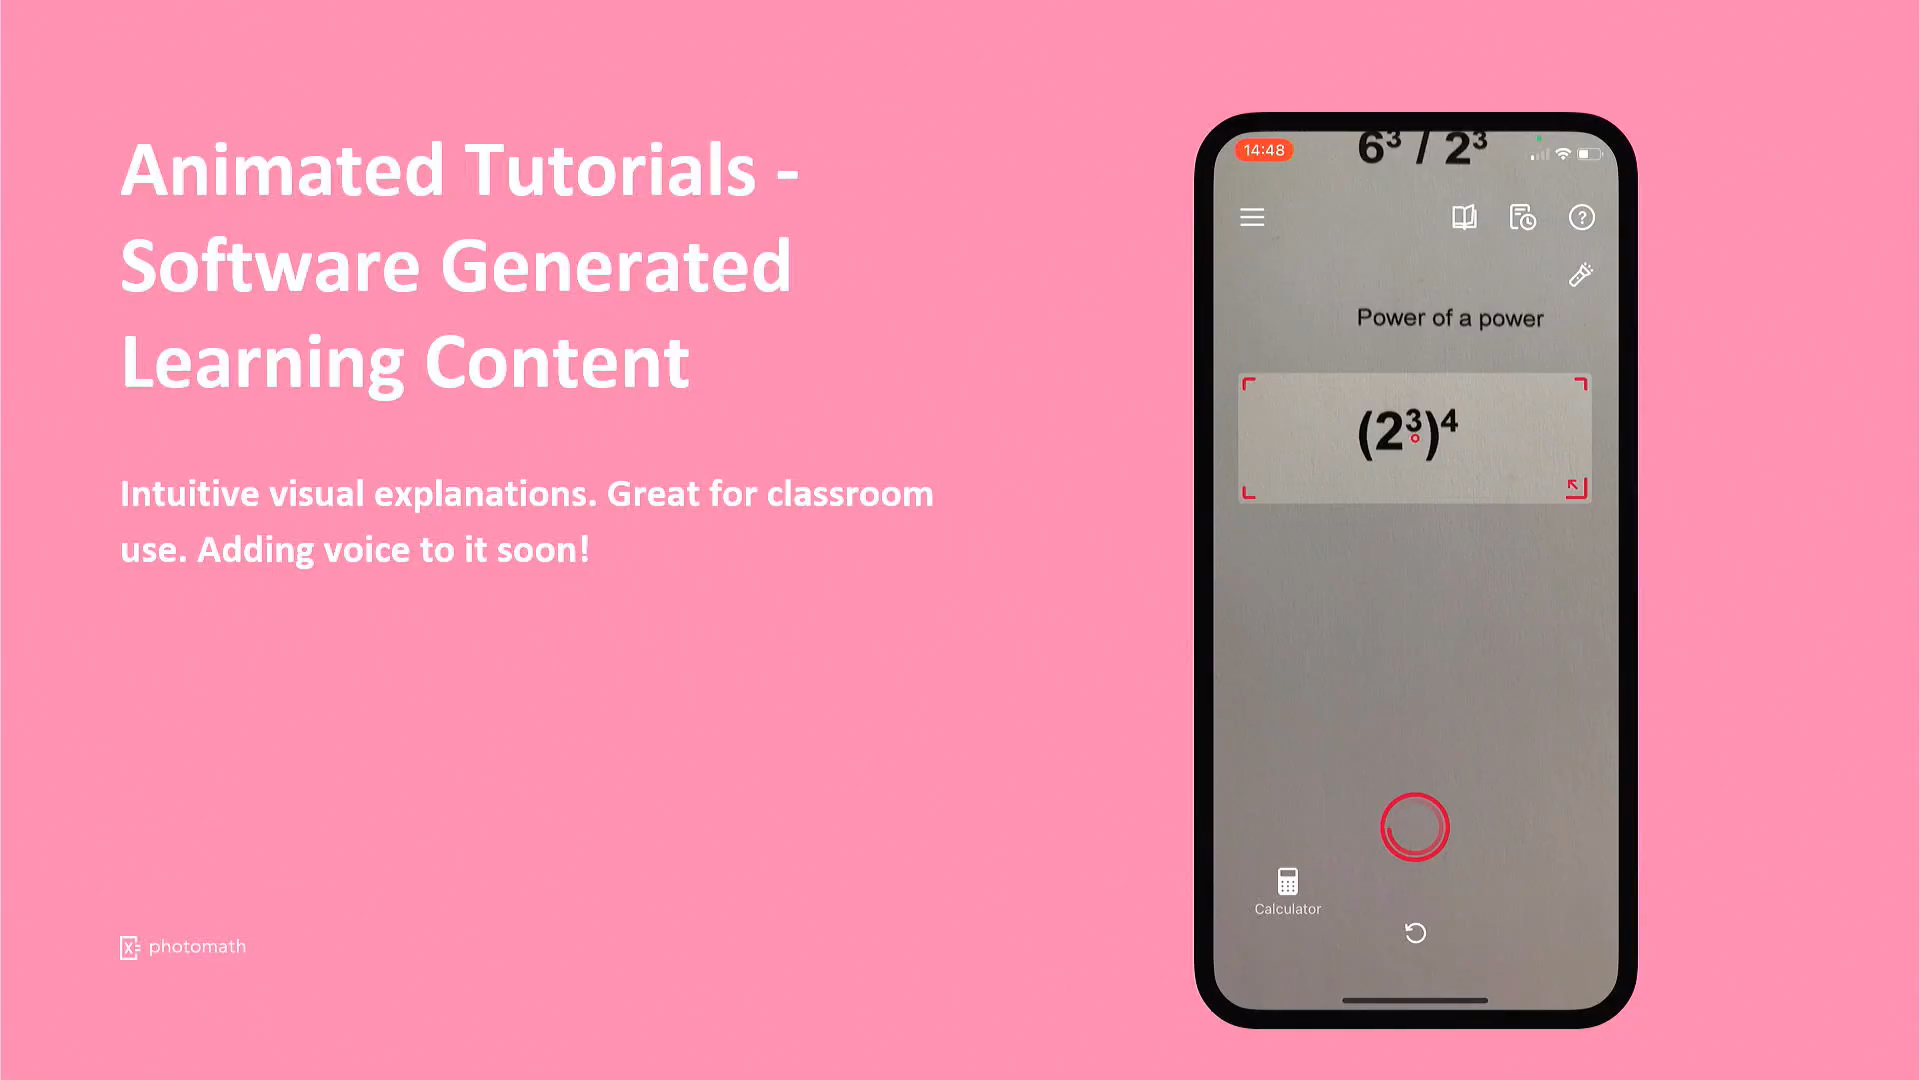 Animated Tutorials -
Software Generated
Learning Content
Intuitive visual explanations. Great for classroom
use. Adding voice to it soon!
photomath
14:48
6³ / 2³
Power of a power
(2³)⁴
Calculator